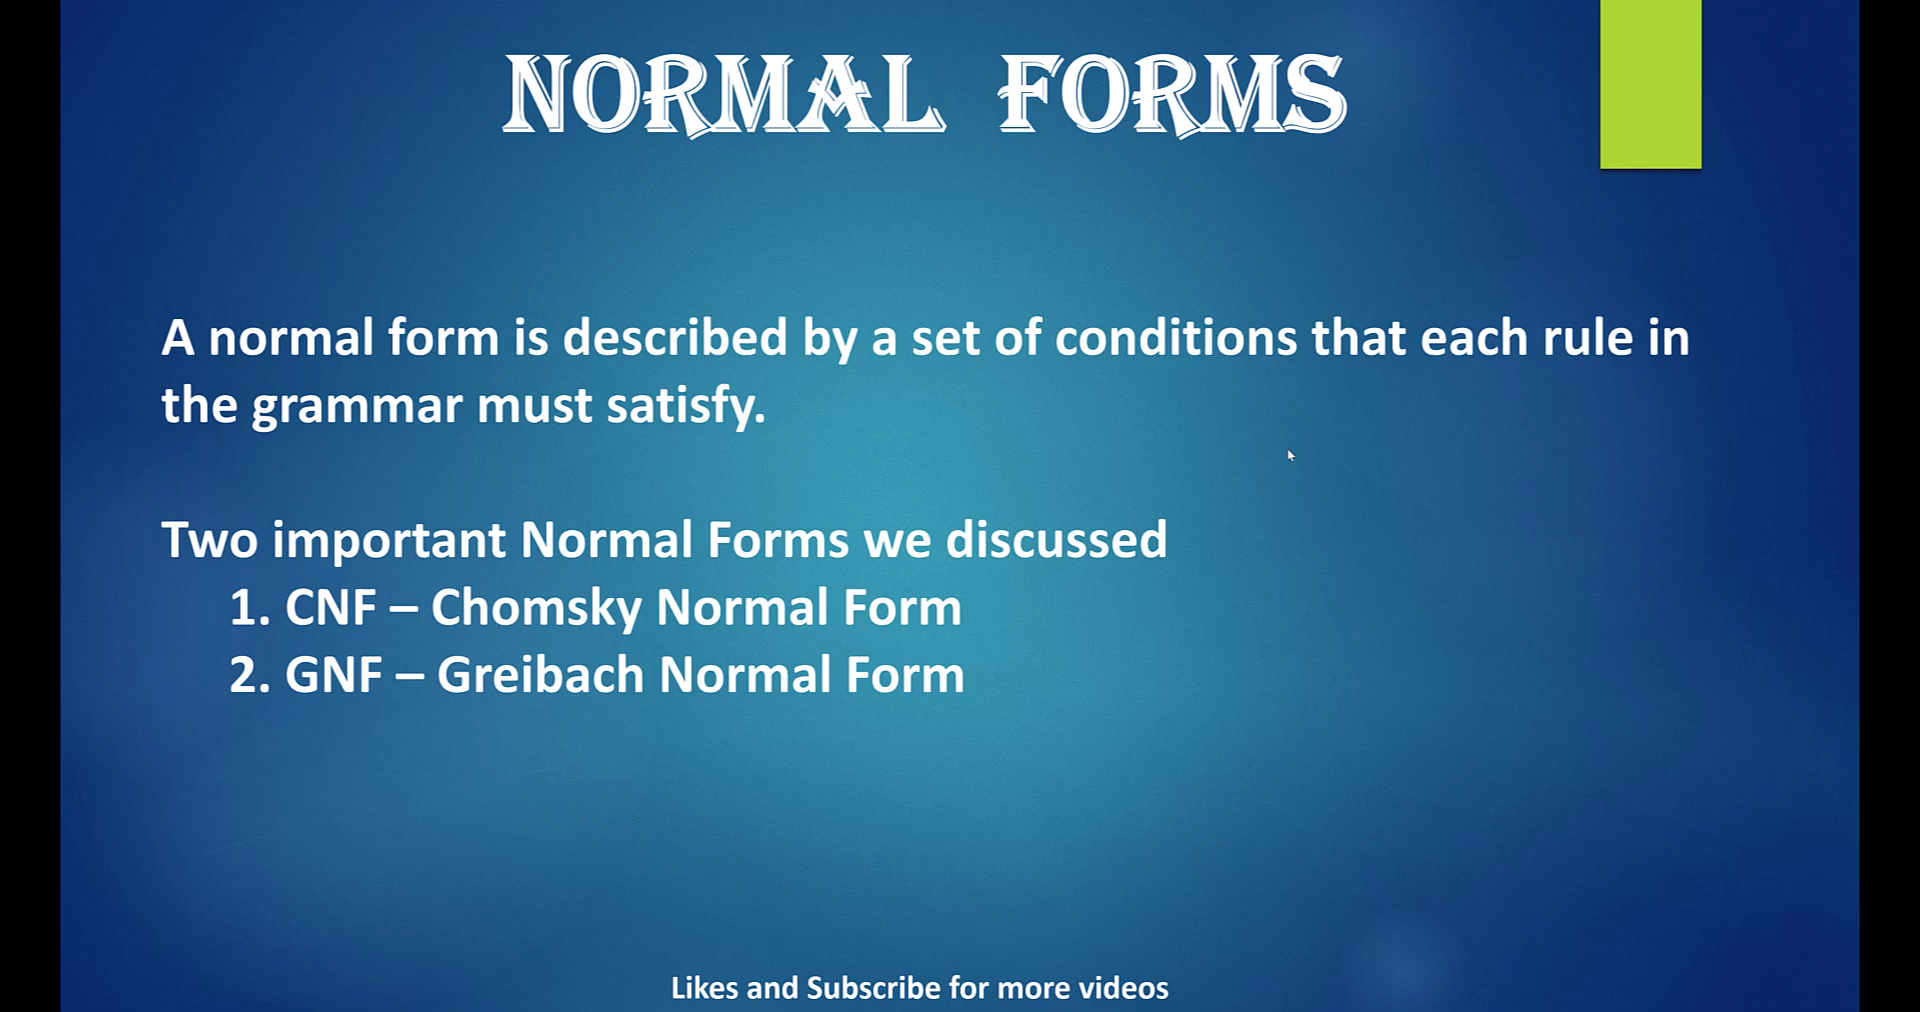 NORMAL FORMS
A normal form is described by a set of conditions that each rule in
the grammar must satisfy.
Two important Normal Forms we discussed
1. CNF – Chomsky Normal Form
2. GNF – Greibach Normal Form
Likes and Subscribe for more videos